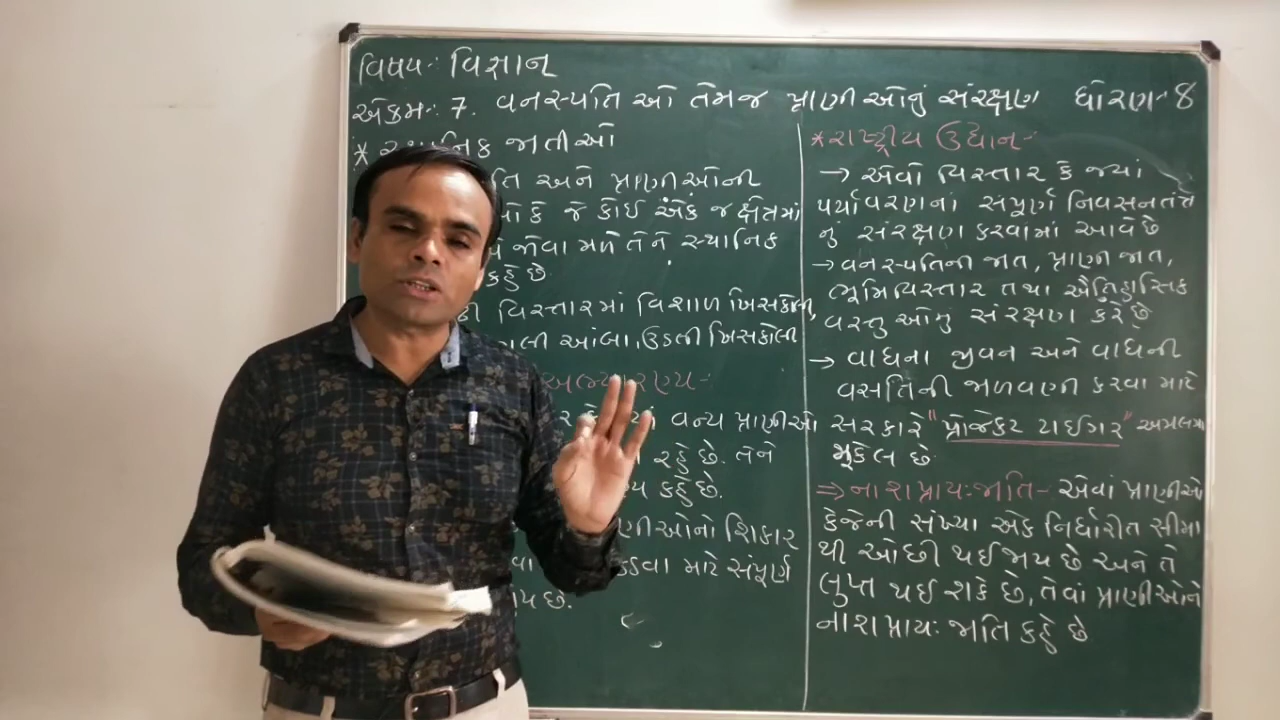 વિષય:- વિજ્ઞાન
એકમ:- 7. વનસ્પતિ ઓ તેમજ પ્રાણીઓનું સંરક્ષણ ધોરણ- 8
* સ્થાનિક જાતીઓ
તિ અને પ્રાણીઓની
ઓ કે જે કોઈ એક જ ક્ષેત્રમાં
જોવા મળે તેને સ્થાનિક
કહે છે
વિસ્તારમાં વિશાળ ખિસકોલી,
આંબા, ઉડતી ખિસકોલી
અભ્યારણ્ય:-
વન્ય પ્રાણીઓ
રહે છે. તેને
કહે છે.
ણીઓનો શિકાર
કડવા માટે સંપૂર્ણ
છે.
* રાષ્ટ્રીય ઉદ્યાન:-
→ એવો વિસ્તાર કે જ્યાં
પર્યાવરણના સંપૂર્ણ નિવસનતંત્ર
નું સંરક્ષણ કરવામાં આવે છે
→ વનસ્પતિની જાત, પ્રાણી જાત,
ભૂમિવિસ્તાર તથા ઐતિહાસિક
વસ્તુ ઓનુ સંરક્ષણ કરે છે.
→ વાઘના જીવન અને વાઘની
વસતિની જાળવણી કરવા માટે
સરકારે "પ્રોજેક્ટ ટાઈગર" અમલમા
મૂકેલ છે.
⇒ નાશપ્રાય:જાતિ- એવાં પ્રાણીઓ
કેજેની સંખ્યા એક નિર્ધારીત સીમા
થી ઓછી થઈ જાય છે અને તે
લુપ્ત થઈ શકે છે, તેવાં પ્રાણીઓને
નાશપ્રાય: જાતિ કહે છે